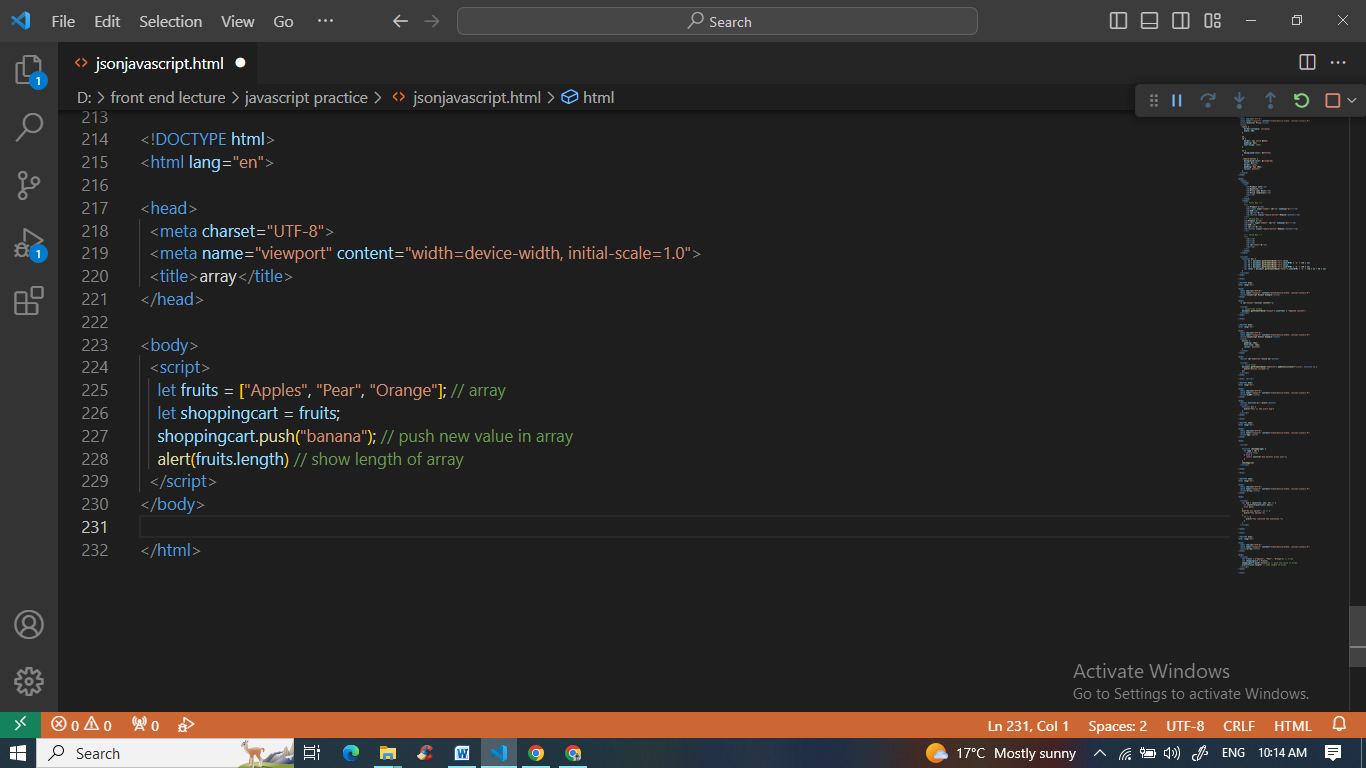 File Edit Selection View Go ··· Search
jsonjavascript.html
D: > front end lecture > javascript practice > jsonjavascript.html > html
213
214 <!DOCTYPE html>
215 <html lang="en">
216
217 <head>
218 <meta charset="UTF-8">
219 <meta name="viewport" content="width=device-width, initial-scale=1.0">
220 <title>array</title>
221 </head>
222
223 <body>
224 <script>
225 let fruits = ["Apples", "Pear", "Orange"]; // array
226 let shoppingcart = fruits;
227 shoppingcart.push("banana"); // push new value in array
228 alert(fruits.length) // show length of array
229 </script>
230 </body>
231
232 </html>
1
1
Activate Windows
Go to Settings to activate Windows.
0 0 0 Ln 231, Col 1 Spaces: 2 UTF-8 CRLF HTML
Search 17°C Mostly sunny ENG 10:14 AM